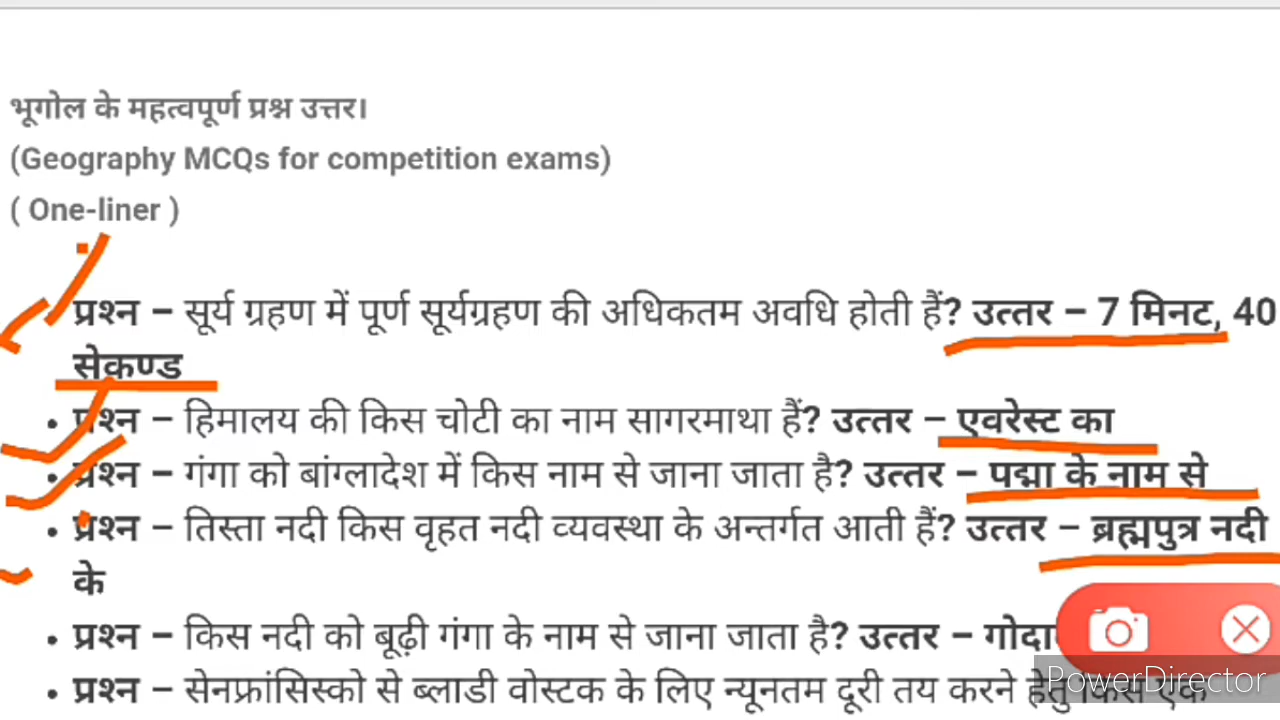 भूगोल के महत्वपूर्ण प्रश्न उत्तर।
(Geography MCQs for competition exams)
( One-liner )
प्रश्न – सूर्य ग्रहण में पूर्ण सूर्यग्रहण की अधिकतम अवधि होती हैं? उत्तर – 7 मिनट, 40
सेकण्ड
• प्रश्न – हिमालय की किस चोटी का नाम सागरमाथा हैं? उत्तर – एवरेस्ट का
• प्रश्न – गंगा को बांग्लादेश में किस नाम से जाना जाता है? उत्तर – पद्मा के नाम से
• प्रश्न – तिस्ता नदी किस वृहत नदी व्यवस्था के अन्तर्गत आती हैं? उत्तर – ब्रह्मपुत्र नदी
के
• प्रश्न – किस नदी को बूढ़ी गंगा के नाम से जाना जाता है? उत्तर –
• प्रश्न – सेनफ्रांसिस्को से ब्लाडी वोस्टक के लिए न्यूनतम दूरी तय करने हेतु किस एक
PowerDirector